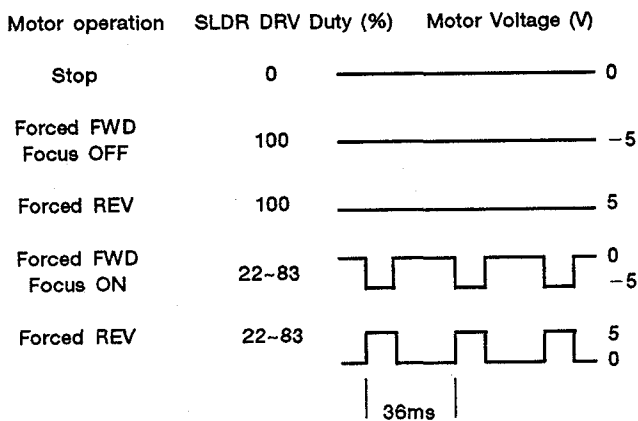 Motor operation SLDR DRV Duty (%) Motor Voltage (V)
Stop 0 0
Forced FWD
Focus OFF 100 -5
Forced REV 100 5
Forced FWD
Focus ON 22~83 0
-5
Forced REV 22~83 5
0
36ms